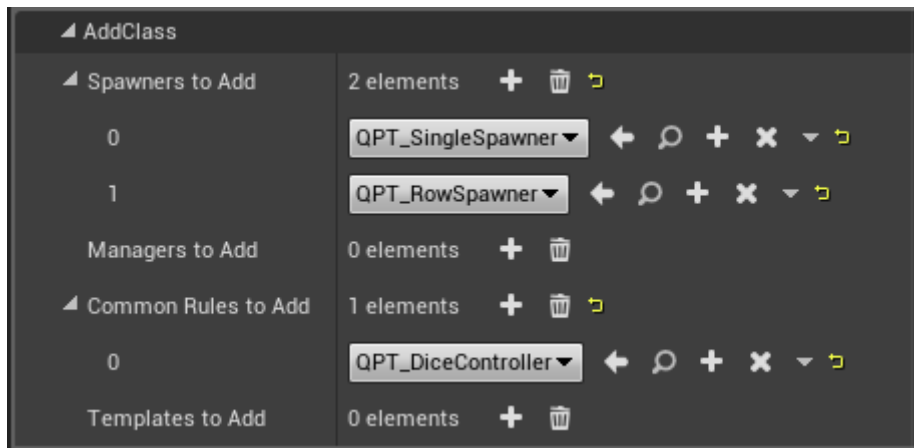 AddClass
Spawners to Add 2 elements
0 QPT_SingleSpawner
1 QPT_RowSpawner
Managers to Add 0 elements
Common Rules to Add 1 elements
0 QPT_DiceController
Templates to Add 0 elements